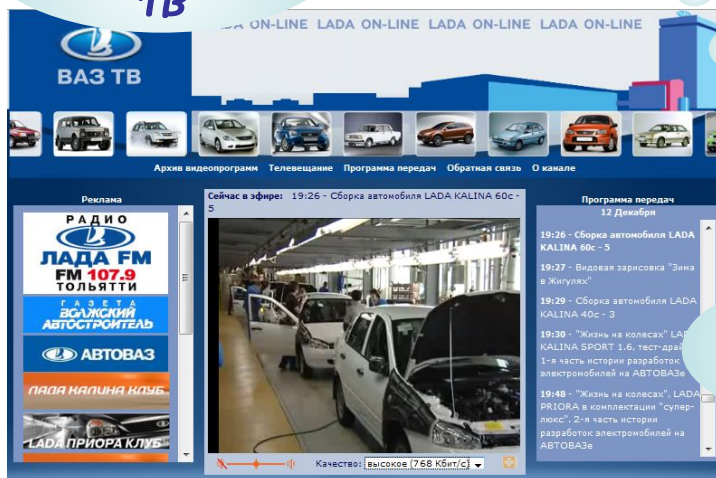 ТВ
LADA ON-LINE LADA ON-LINE LADA ON-LINE LADA ON-LINE
ВАЗ ТВ
Архив видеопрограмм Телевещание Программа передач Обратная связь О канале
Реклама
РАДИО
ЛАДА FM
FM 107.9
ТОЛЬЯТТИ
ГАЗЕТА
ВОЛЖСКИЙ
АВТОСТРОИТЕЛЬ
АВТОВАЗ
ЛАДА КАЛИНА КЛУБ
LADA ПРИОРА КЛУБ
Сейчас в эфире: 19:26 - Сборка автомобиля LADA KALINA 60с -
5
Качество: высокое (768 Кбит/с)
Программа передач
12 Декабря
19:26 - Сборка автомобиля LADA
KALINA 60с - 5
19:27 - Видовая зарисовка "Зима
в Жигулях"
19:29 - Сборка автомобиля LADA
KALINA 40с - 3
19:30 - "Жизнь на колесах"
KALINA SPORT 1.6,
1-я часть истории разработок
электромобилей на АВТОВАЗе
19:48 - "Жизнь на колесах", LADA
PRIORA в комплектации "супер-
люкс". 2-я часть истории
разработок электромобилей на
АВТОВАЗе